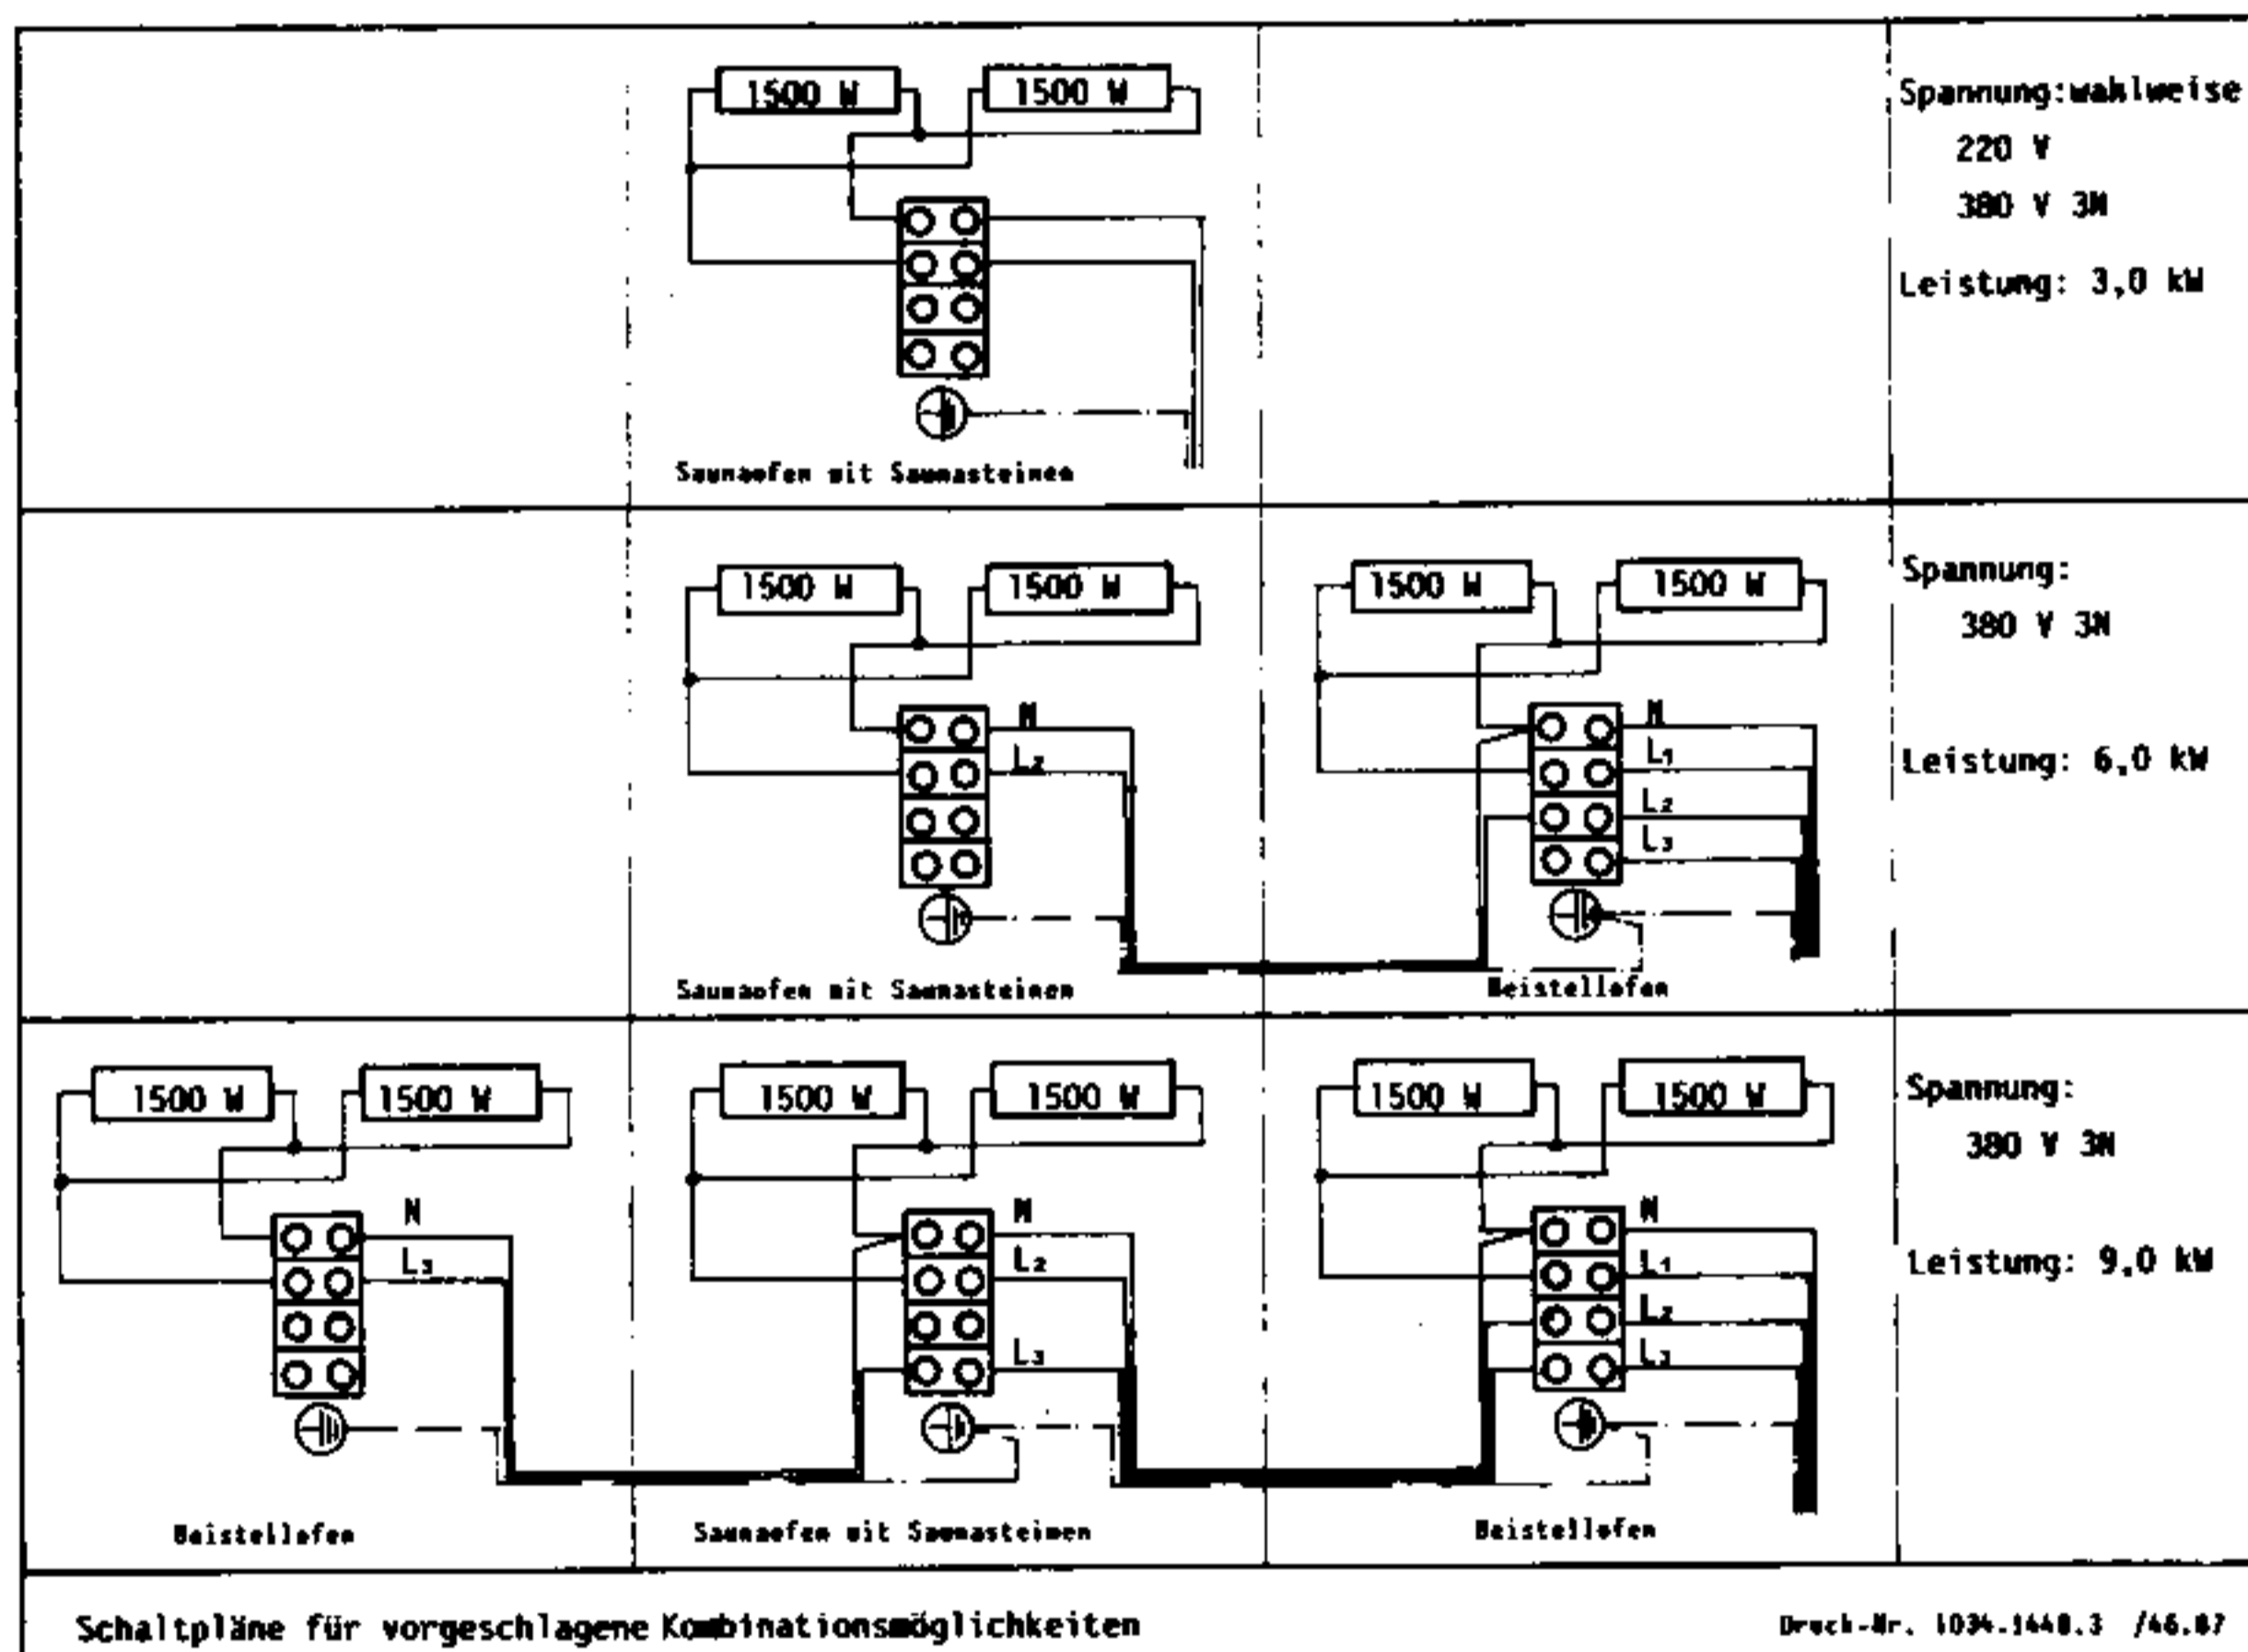 1500 W 1500 W
Spannung:wahlweise
220 V
380 V 3N
Leistung: 3,0 kW
Saunaofen mit Saunasteinen
1500 W 1500 W 1500 W 1500 W
Spannung:
380 V 3N
Leistung: 6,0 kW
N
L2
N
L1
L2
L3
Saunaofen mit Saunasteinen
Beistellofen
1500 W 1500 W 1500 W 1500 W 1500 W 1500 W
Spannung:
380 V 3N
Leistung: 9,0 kW
N
L3
N
L2
L3
N
L1
L2
L3
Beistellofen
Saunaofen mit Saunasteinen
Beistellofen
Schaltpläne für vorgeschlagene Kombinationsmöglichkeiten
Druck-Nr.